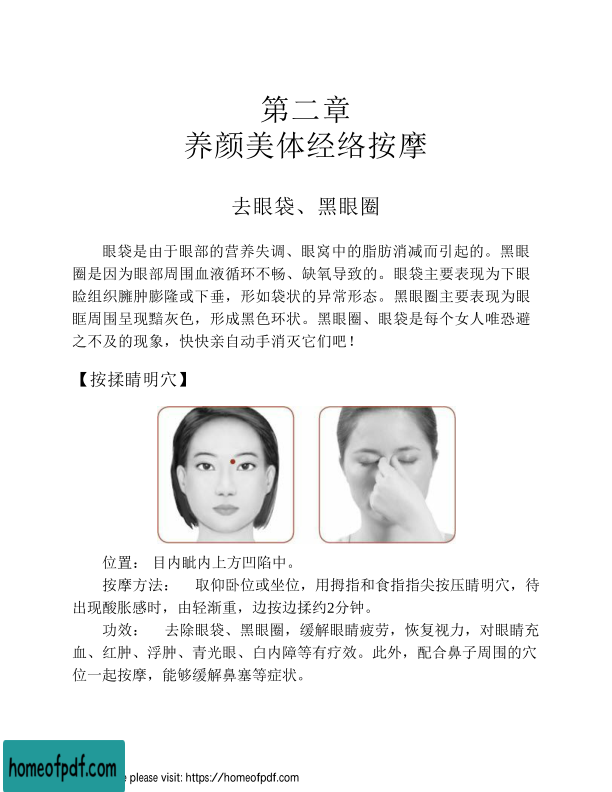 第二章
养颜美体经络按摩
去眼袋、黑眼圈
眼袋是由于眼部的营养失调、眼窝中的脂肪消减而引起的。黑眼
圈是因为眼部周围血液循环不畅、缺氧导致的。眼袋主要表现为下眼
睑组织臃肿膨隆或下垂，形如袋状的异常形态。黑眼圈主要表现为眼
眶周围呈现黯灰色，形成黑色环状。黑眼圈、眼袋是每个女人唯恐避
之不及的现象，快快亲自动手消灭它们吧！
【按揉睛明穴】
位置： 目内眦内上方凹陷中。
按摩方法： 取仰卧位或坐位，用拇指和食指指尖按压睛明穴，待
出现酸胀感时，由轻渐重，边按边揉约2分钟。
功效： 去除眼袋、黑眼圈，缓解眼睛疲劳，恢复视力，对眼睛充
血、红肿、浮肿、青光眼、白内障等有疗效。此外，配合鼻子周围的穴
位一起按摩，能够缓解鼻塞等症状。
homeofpdf.com
e please visit: https://homeofpdf.com